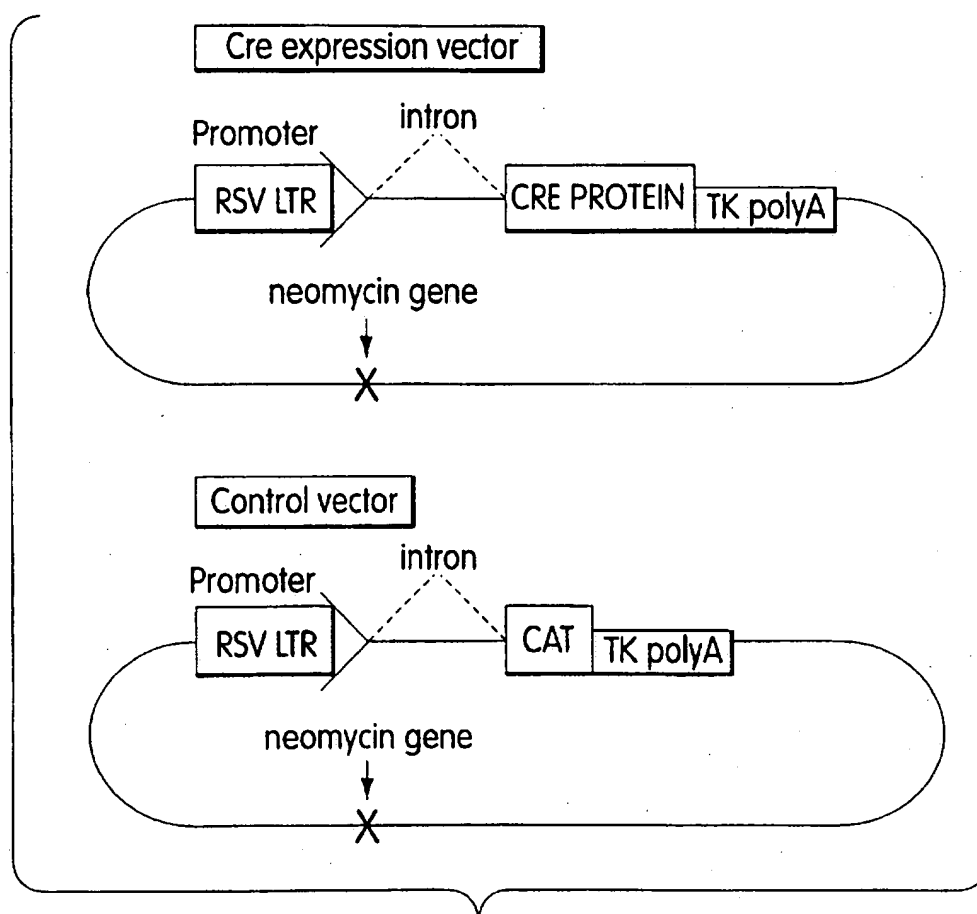 Cre expression vector
intron
Promoter
RSV LTR
CRE PROTEIN
TK polyA
neomycin gene
X
Control vector
intron
Promoter
RSV LTR
CAT
TK polyA
neomycin gene
X